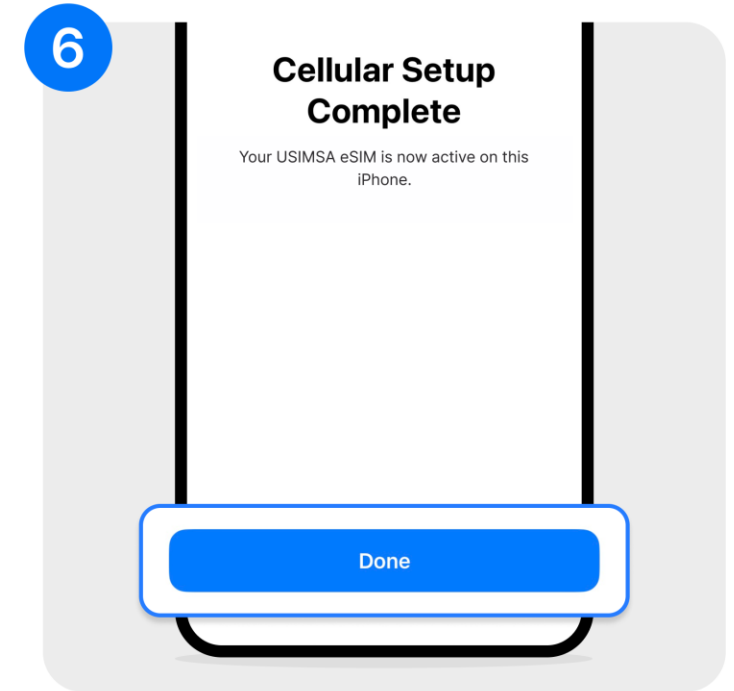 6
Cellular Setup
Complete
Your USIMSA eSIM is now active on this
iPhone.
Done